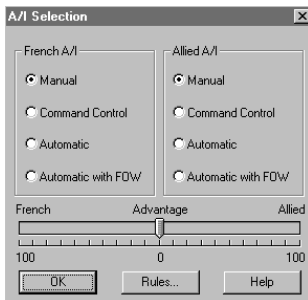 A/I Selection
French A/I
Manual
Command Control
Automatic
Automatic with FOW
Allied A/I
Manual
Command Control
Automatic
Automatic with FOW
French Advantage Allied
100 0 100
OK Rules... Help